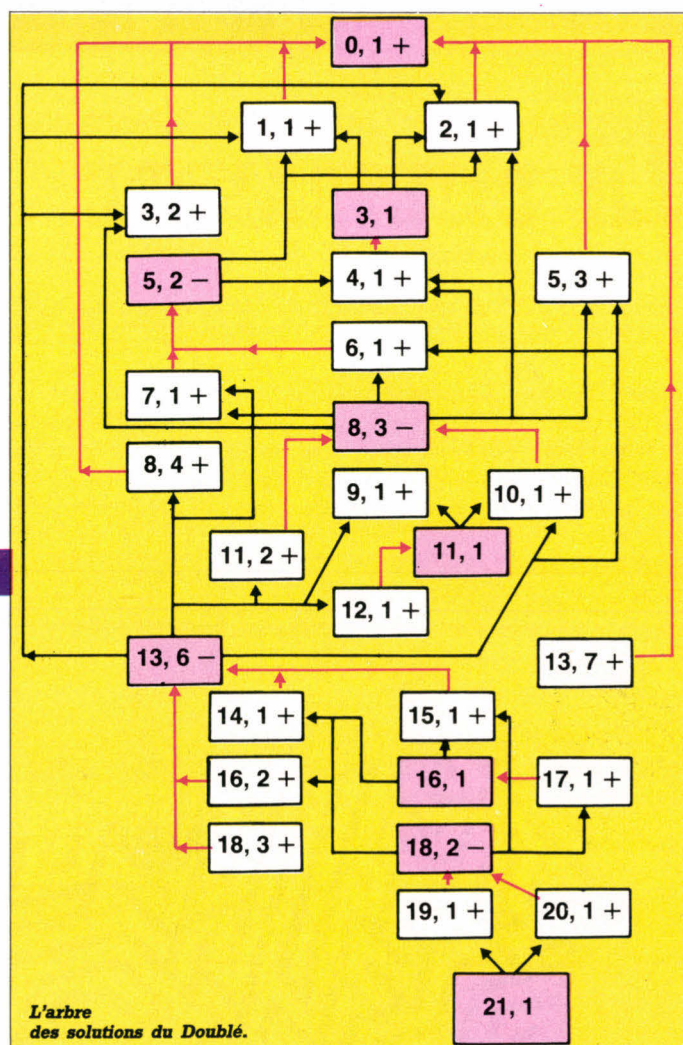 0, 1 +
1, 1 +
2, 1 +
3, 2 +
3, 1
5, 2 −
4, 1 +
5, 3 +
6, 1 +
7, 1 +
8, 3 −
8, 4 +
9, 1 +
10, 1 +
11, 2 +
11, 1
12, 1 +
13, 6 −
13, 7 +
14, 1 +
15, 1 +
16, 2 +
16, 1
17, 1 +
18, 3 +
18, 2 −
19, 1 +
20, 1 +
21, 1
L'arbre
des solutions du Doublé.